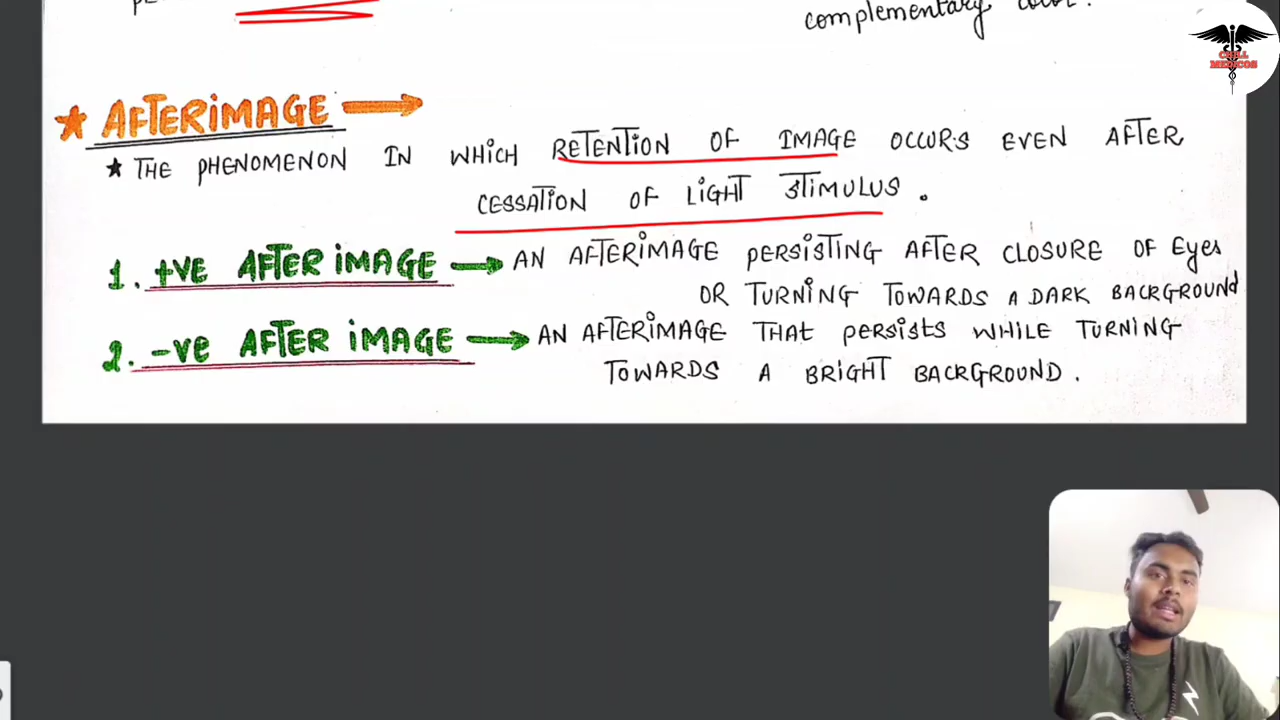 complementary
CHILL
MEDICOS
★ AFTERIMAGE →
★ THE PHENOMENON IN WHICH RETENTION OF IMAGE OCCURS EVEN AFTER
CESSATION OF LIGHT STIMULUS .
1. +VE AFTER IMAGE → AN AFTERIMAGE PERSISTING AFTER CLOSURE OF EYES
OR TURNING TOWARDS A DARK BACKGROUND
2. -VE AFTER IMAGE → AN AFTERIMAGE THAT PERSISTS WHILE TURNING
TOWARDS A BRIGHT BACKGROUND .